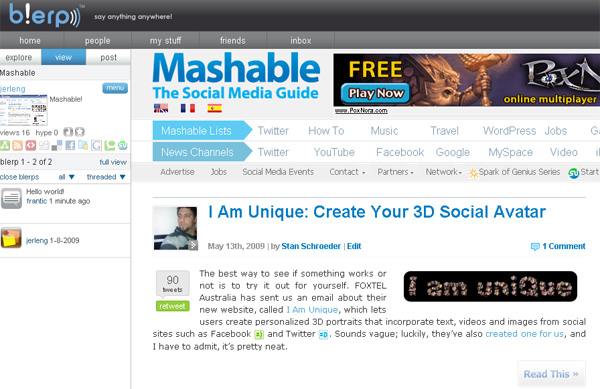 b!erp))) ™ say anything anywhere!
home people my stuff friends inbox
explore view post
Mashable
jerleng menu
Mashable!
views 16 hype 0
blerp 1 - 2 of 2 full view
close blerps all ▼ threaded ▼
Hello world!
frantic 1 minute ago
jerleng 1-8-2009
Mashable
The Social Media Guide
FREE
Play Now
PoxN
online multiplayer
www.PoxNora.com
Mashable Lists Twitter How To Music Travel WordPress Jobs G
News Channels Twitter YouTube Facebook Google MySpace Video i
Advertise Jobs Social Media Events Contact Partners Network Spark of Genius Series Start
I Am Unique: Create Your 3D Social Avatar
May 13th, 2009 | by Stan Schroeder | Edit 1 Comment
90
tweets
retweet
The best way to see if something works or
not is to try it out for yourself. FOXTEL
Australia has sent us an email about their
new website, called I Am Unique, which lets
users create personalized 3D portraits that incorporate text, videos and images from social
sites such as Facebook and Twitter. Sounds vague; luckily, they've also created one for us, and
I have to admit, it's pretty neat.
I am uniQue
Read This »